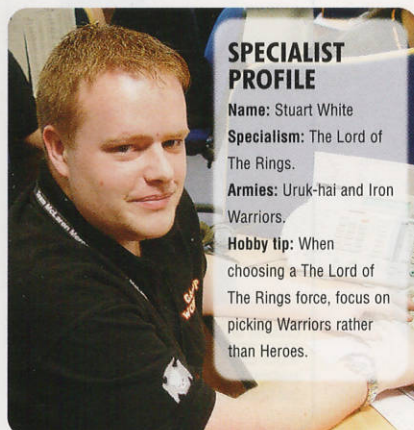 SPECIALIST
PROFILE
Name: Stuart White
Specialism: The Lord of
The Rings.
Armies: Uruk-hai and Iron
Warriors.
Hobby tip: When
choosing a The Lord of
The Rings force, focus on
picking Warriors rather
than Heroes.
McLaren